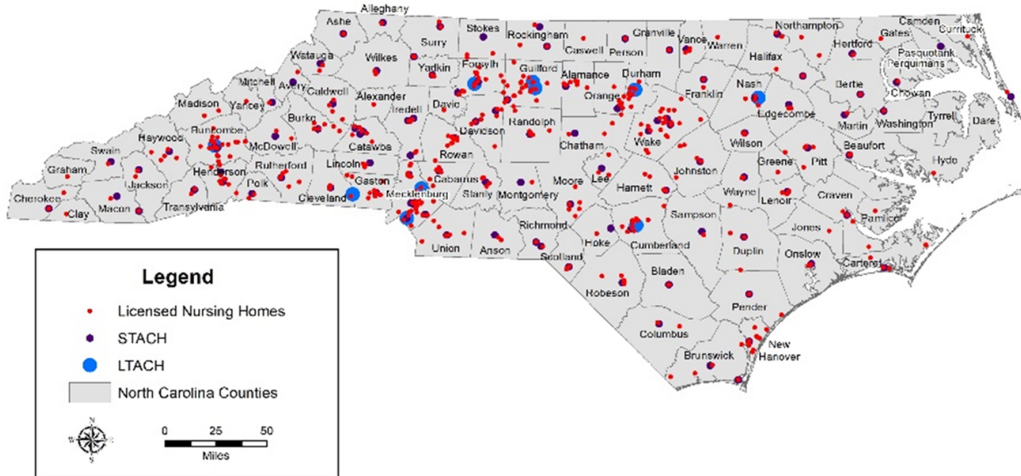 Alleghany
Ashe
Surry
Stokes
Rockingham
Caswell
Person
Granville
Vance
Warren
Northampton
Gates
Camden
Currituck
Pasquotank
Perquimans
Hertford
Halifax
Watauga
Wilkes
Yadkin
Forsyth
Guilford
Alamance
Durham
Orange
Franklin
Nash
Edgecombe
Bertie
Chowan
Mitchell
Avery
Caldwell
Alexander
Iredell
Davie
Madison
Yancey
Burke
Davidson
Randolph
Wake
Martin
Washington
Tyrrell
Dare
Haywood
Buncombe
McDowell
Catawba
Rowan
Chatham
Wilson
Greene
Pitt
Beaufort
Hyde
Swain
Graham
Jackson
Henderson
Rutherford
Lincoln
Gaston
Cabarrus
Stanly
Montgomery
Moore
Lee
Harnett
Johnston
Wayne
Lenoir
Craven
Pamlico
Cherokee
Clay
Macon
Transylvania
Polk
Cleveland
Mecklenburg
Union
Anson
Richmond
Scotland
Hoke
Cumberland
Sampson
Duplin
Jones
Onslow
Carteret
Robeson
Bladen
Pender
Columbus
Brunswick
New
Hanover
Legend
Licensed Nursing Homes
STACH
LTACH
North Carolina Counties
N
W
E
S
0 25 50
Miles